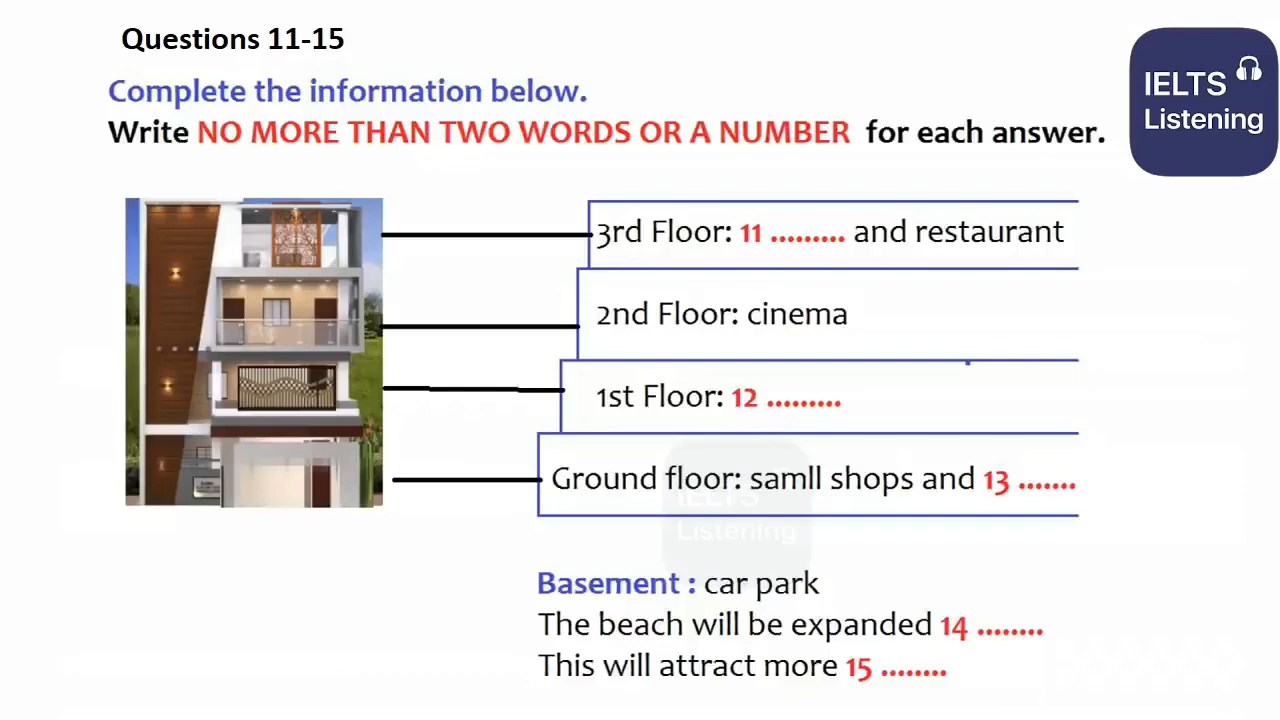 Questions 11-15
Complete the information below.
Write NO MORE THAN TWO WORDS OR A NUMBER for each answer.
IELTS
Listening
3rd Floor: 11 ......... and restaurant
2nd Floor: cinema
1st Floor: 12 .........
Ground floor: samll shops and 13 .......
IELTS
Listening
Basement : car park
The beach will be expanded 14 ........
This will attract more 15 ........